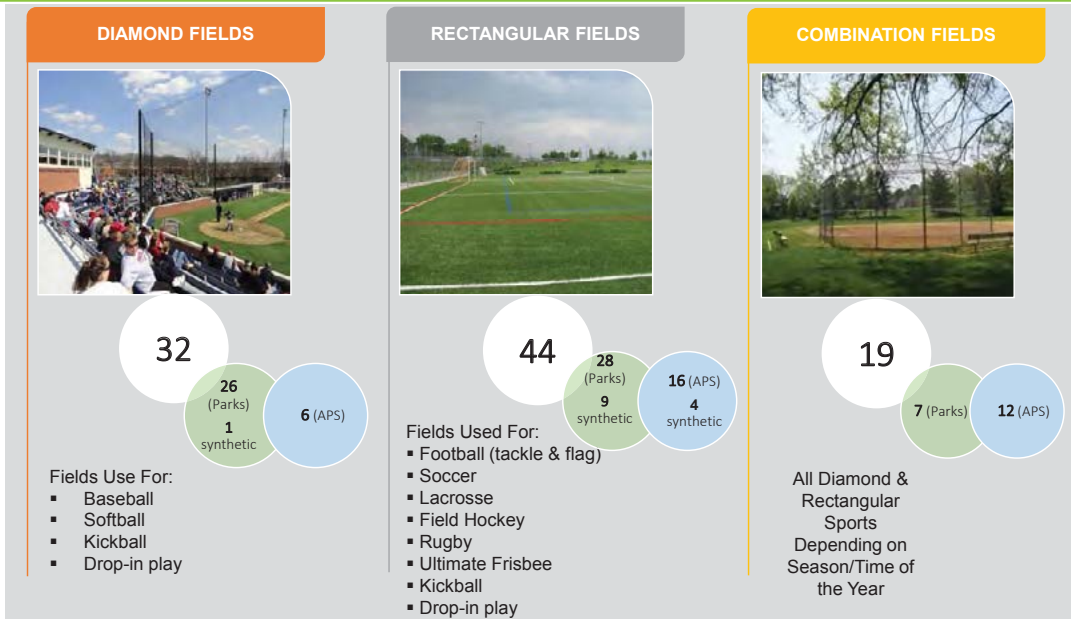 DIAMOND FIELDS
32
26
(Parks)
1
synthetic
6 (APS)
Fields Use For:
▪ Baseball
▪ Softball
▪ Kickball
▪ Drop-in play
RECTANGULAR FIELDS
44
28
(Parks)
9
synthetic
16 (APS)
4
synthetic
Fields Used For:
▪ Football (tackle & flag)
▪ Soccer
▪ Lacrosse
▪ Field Hockey
▪ Rugby
▪ Ultimate Frisbee
▪ Kickball
▪ Drop-in play
COMBINATION FIELDS
19
7 (Parks)
12 (APS)
All Diamond &
Rectangular
Sports
Depending on
Season/Time of
the Year